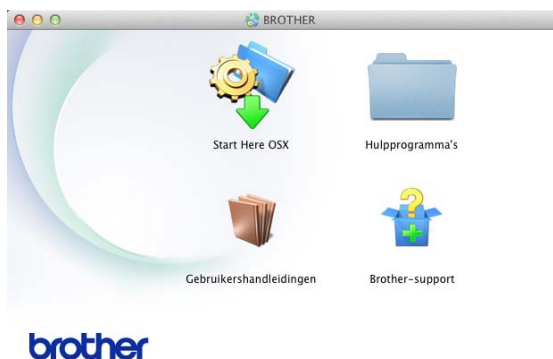 BROTHER
Start Here OSX
Hulpprogramma's
Gebruikershandleidingen
Brother-support
brother